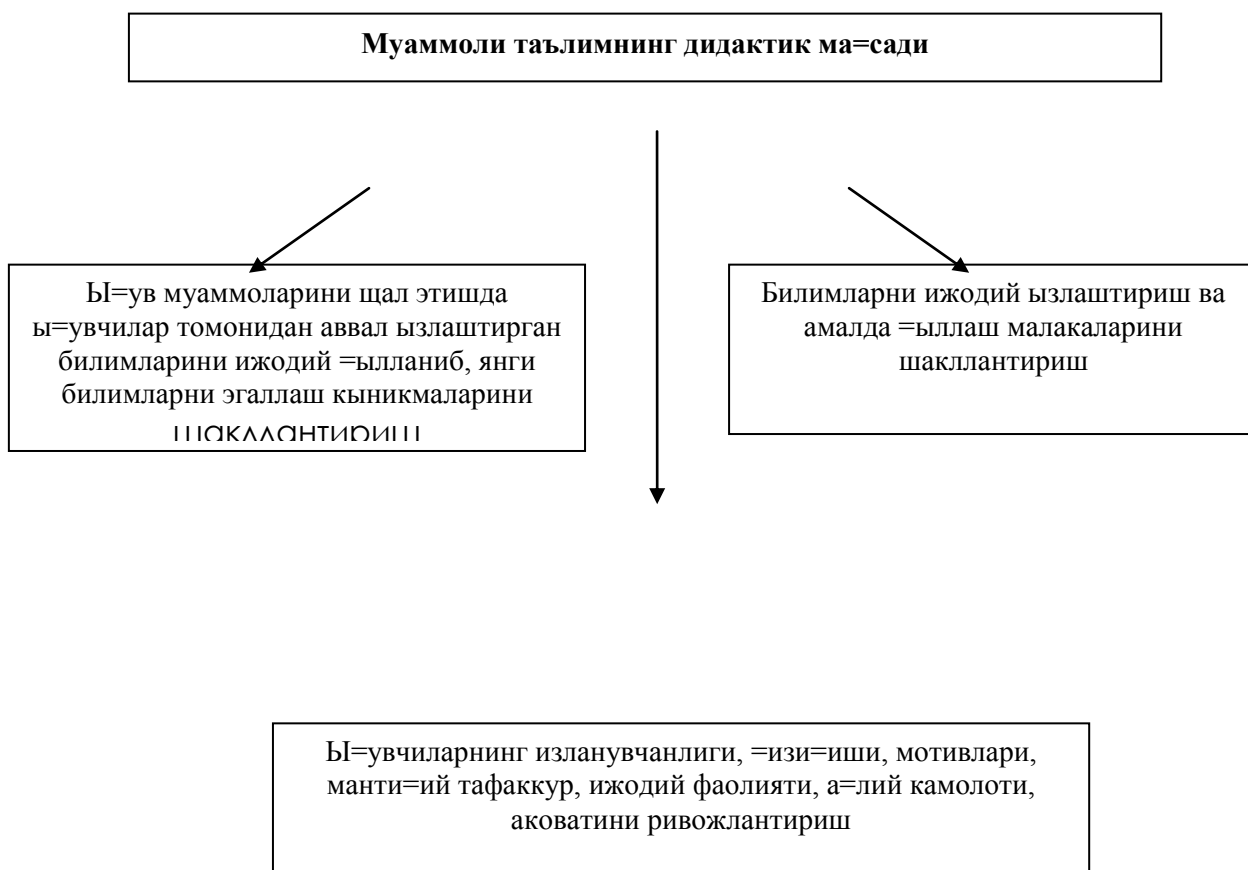 Муаммоли таълимнинг дидактик ма=сади
Ы=ув муаммоларини щал этишда
ы=увчилар томонидан аввал ызлаштирган
билимларини ижодий =ылланиб, янги
билимларни эгаллаш кыникмаларини
шакллантириш
Билимларни ижодий ызлаштириш ва
амалда =ыллаш малакаларини
шакллантириш
Ы=увчиларнинг изланувчанлиги, =изи=иши, мотивлари,
манти=ий тафаккур, ижодий фаолияти, а=лий камолоти,
аковатини ривожлантириш